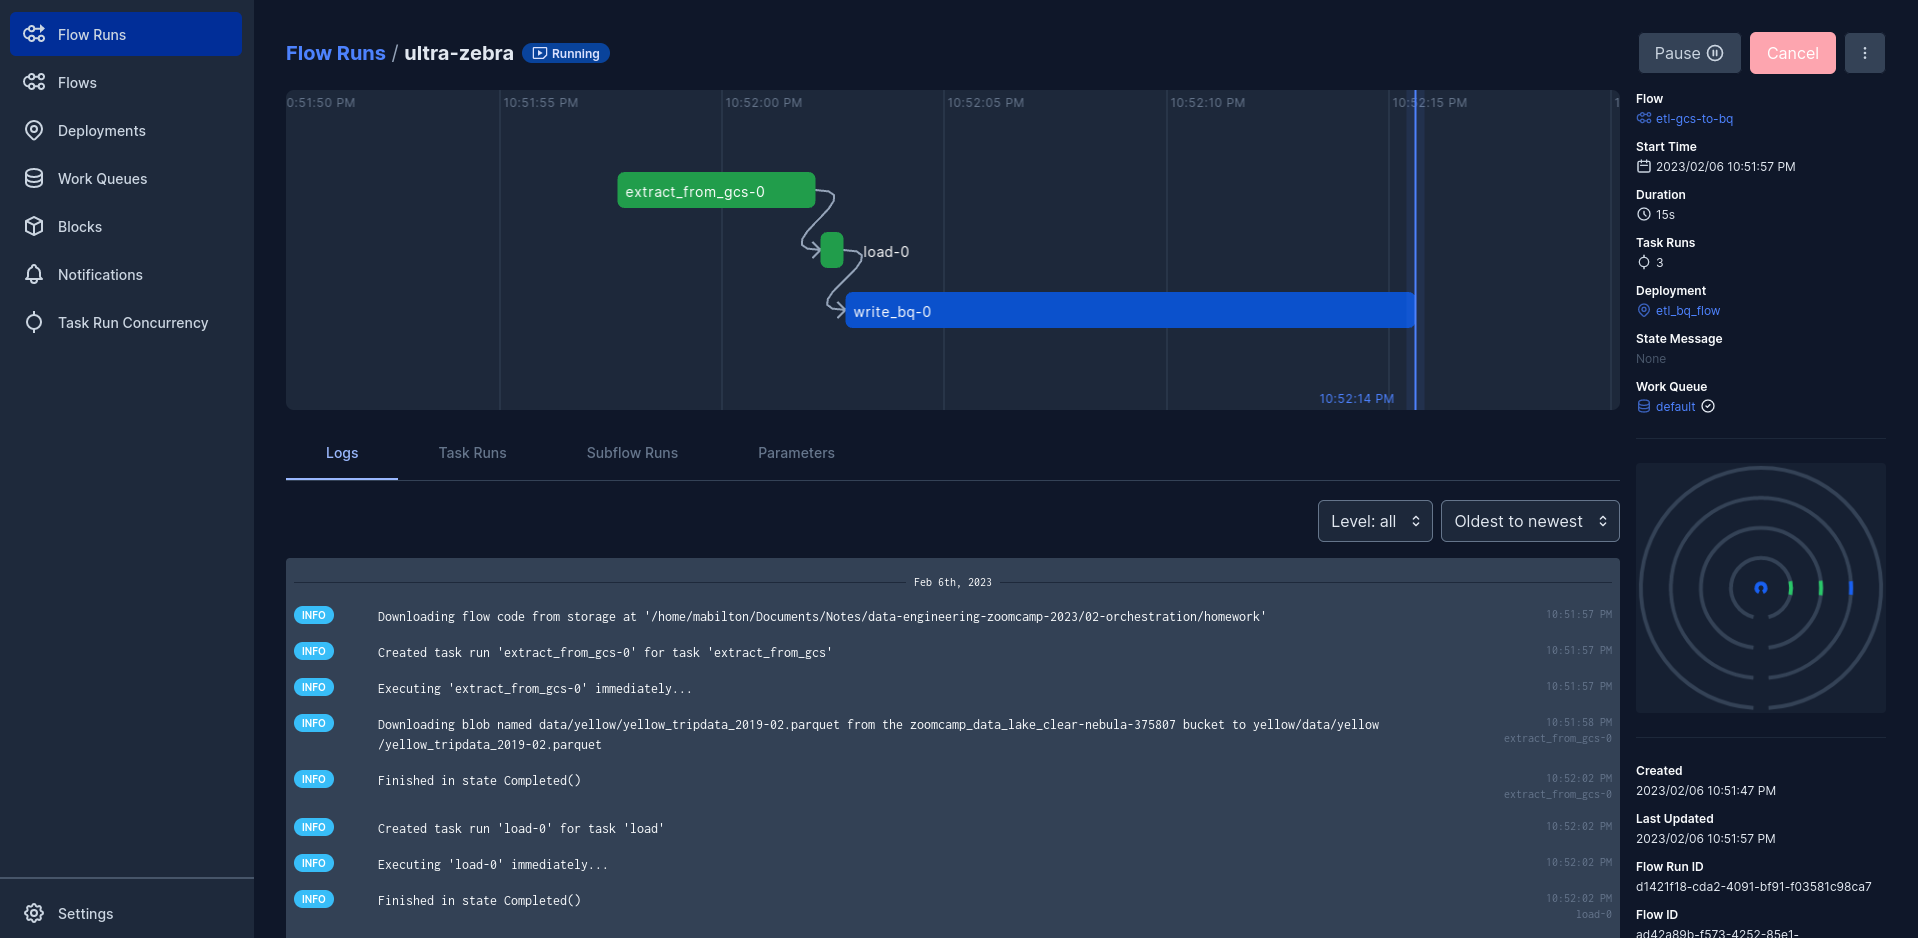 Flow Runs
Flows
Deployments
Work Queues
Blocks
Notifications
Task Run Concurrency
Settings
Flow Runs / ultra-zebra Running
Pause
Cancel
0:51:50 PM 10:51:55 PM 10:52:00 PM 10:52:05 PM 10:52:10 PM 10:52:15 PM 1
extract_from_gcs-0
load-0
write_bq-0
10:52:14 PM
Logs Task Runs Subflow Runs Parameters
Level: all Oldest to newest
Feb 6th, 2023
INFO Downloading flow code from storage at '/home/mabilton/Documents/Notes/data-engineering-zoomcamp-2023/02-orchestration/homework' 10:51:57 PM
INFO Created task run 'extract_from_gcs-0' for task 'extract_from_gcs' 10:51:57 PM
INFO Executing 'extract_from_gcs-0' immediately... 10:51:57 PM
INFO Downloading blob named data/yellow/yellow_tripdata_2019-02.parquet from the zoomcamp_data_lake_clear-nebula-375807 bucket to yellow/data/yellow 10:51:58 PM
/yellow_tripdata_2019-02.parquet extract_from_gcs-0
INFO Finished in state Completed() 10:52:02 PM
extract_from_gcs-0
INFO Created task run 'load-0' for task 'load' 10:52:02 PM
INFO Executing 'load-0' immediately... 10:52:02 PM
INFO Finished in state Completed() 10:52:02 PM
load-0
Flow
etl-gcs-to-bq
Start Time
2023/02/06 10:51:57 PM
Duration
15s
Task Runs
3
Deployment
etl_bq_flow
State Message
None
Work Queue
default
Created
2023/02/06 10:51:47 PM
Last Updated
2023/02/06 10:51:57 PM
Flow Run ID
d1421f18-cda2-4091-bf91-f03581c98ca7
Flow ID
ad42a89b-f573-4252-85e1-